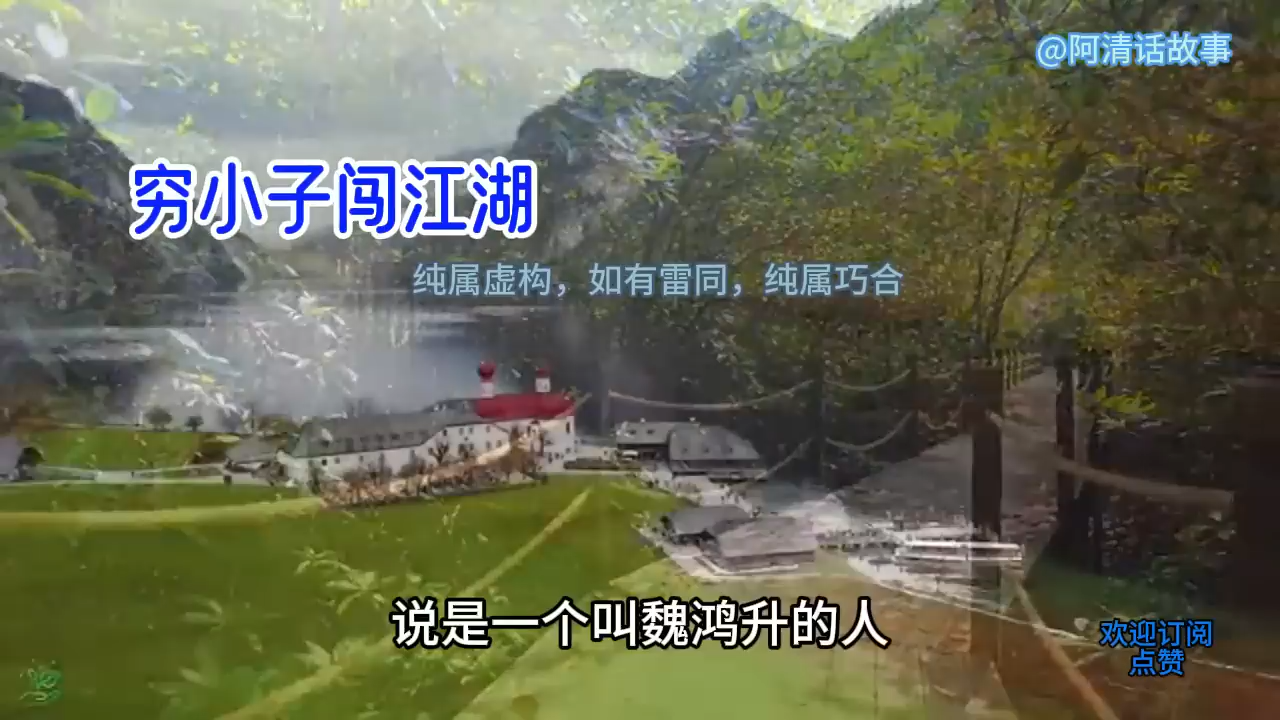 @阿清话故事
穷小子闯江湖
纯属虚构，如有雷同，纯属巧合
说是一个叫魏鸿升的人
欢迎订阅
点赞